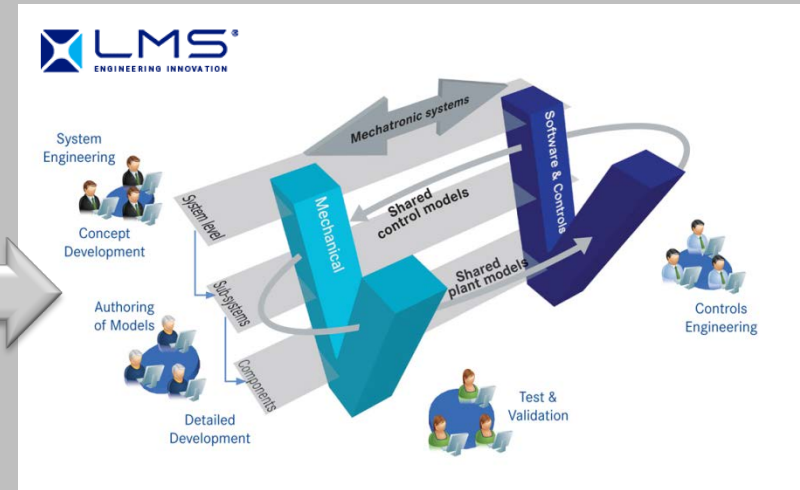 LMS®
ENGINEERING INNOVATION
Mechatronic systems
System
Engineering
Software & Controls
System level
Mechanical
Shared
control models
Concept
Development
Shared
plant models
Sub-systems
Authoring
of Models
Controls
Engineering
Components
Test &
Validation
Detailed
Development